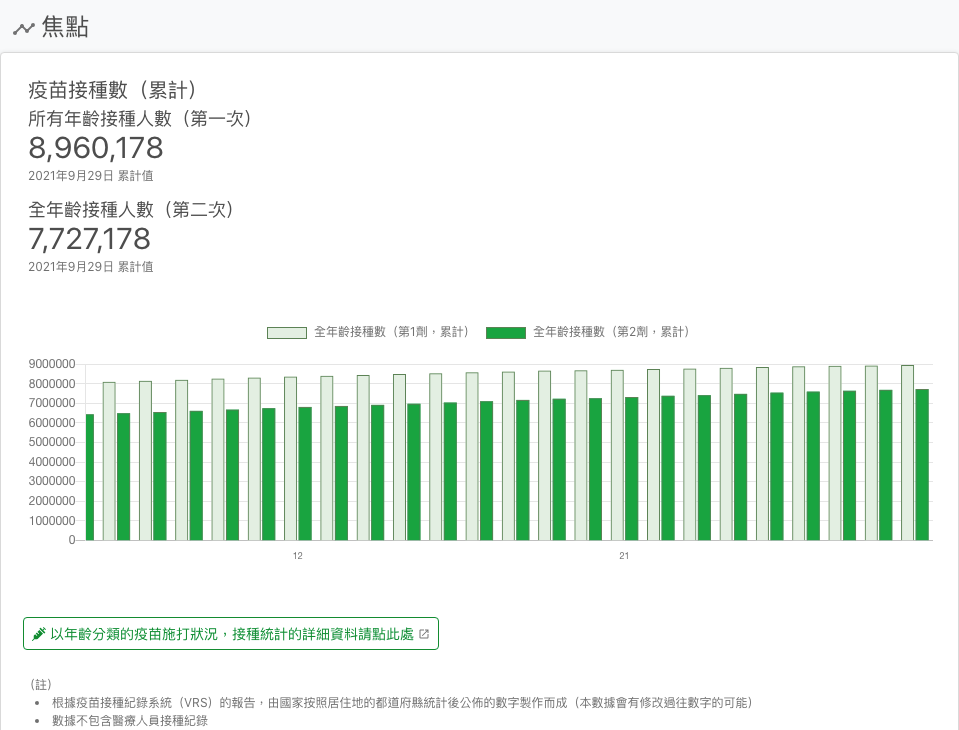 焦點
疫苗接種數（累計）
所有年齡接種人數（第一次）
8,960,178
2021年9月29日 累計值
全年齡接種人數（第二次）
7,727,178
2021年9月29日 累計值
全年齡接種數（第1劑，累計） 全年齡接種數（第2劑，累計）
9000000
8000000
7000000
6000000
5000000
4000000
3000000
2000000
1000000
0
12 21
以年齡分類的疫苗施打狀況，接種統計的詳細資料請點此處
（註）
• 根據疫苗接種紀錄系統（VRS）的報告，由國家按照居住地的都道府縣統計後公佈的數字製作而成（本數據會有修改過往數字的可能）
• 數據不包含醫療人員接種紀錄